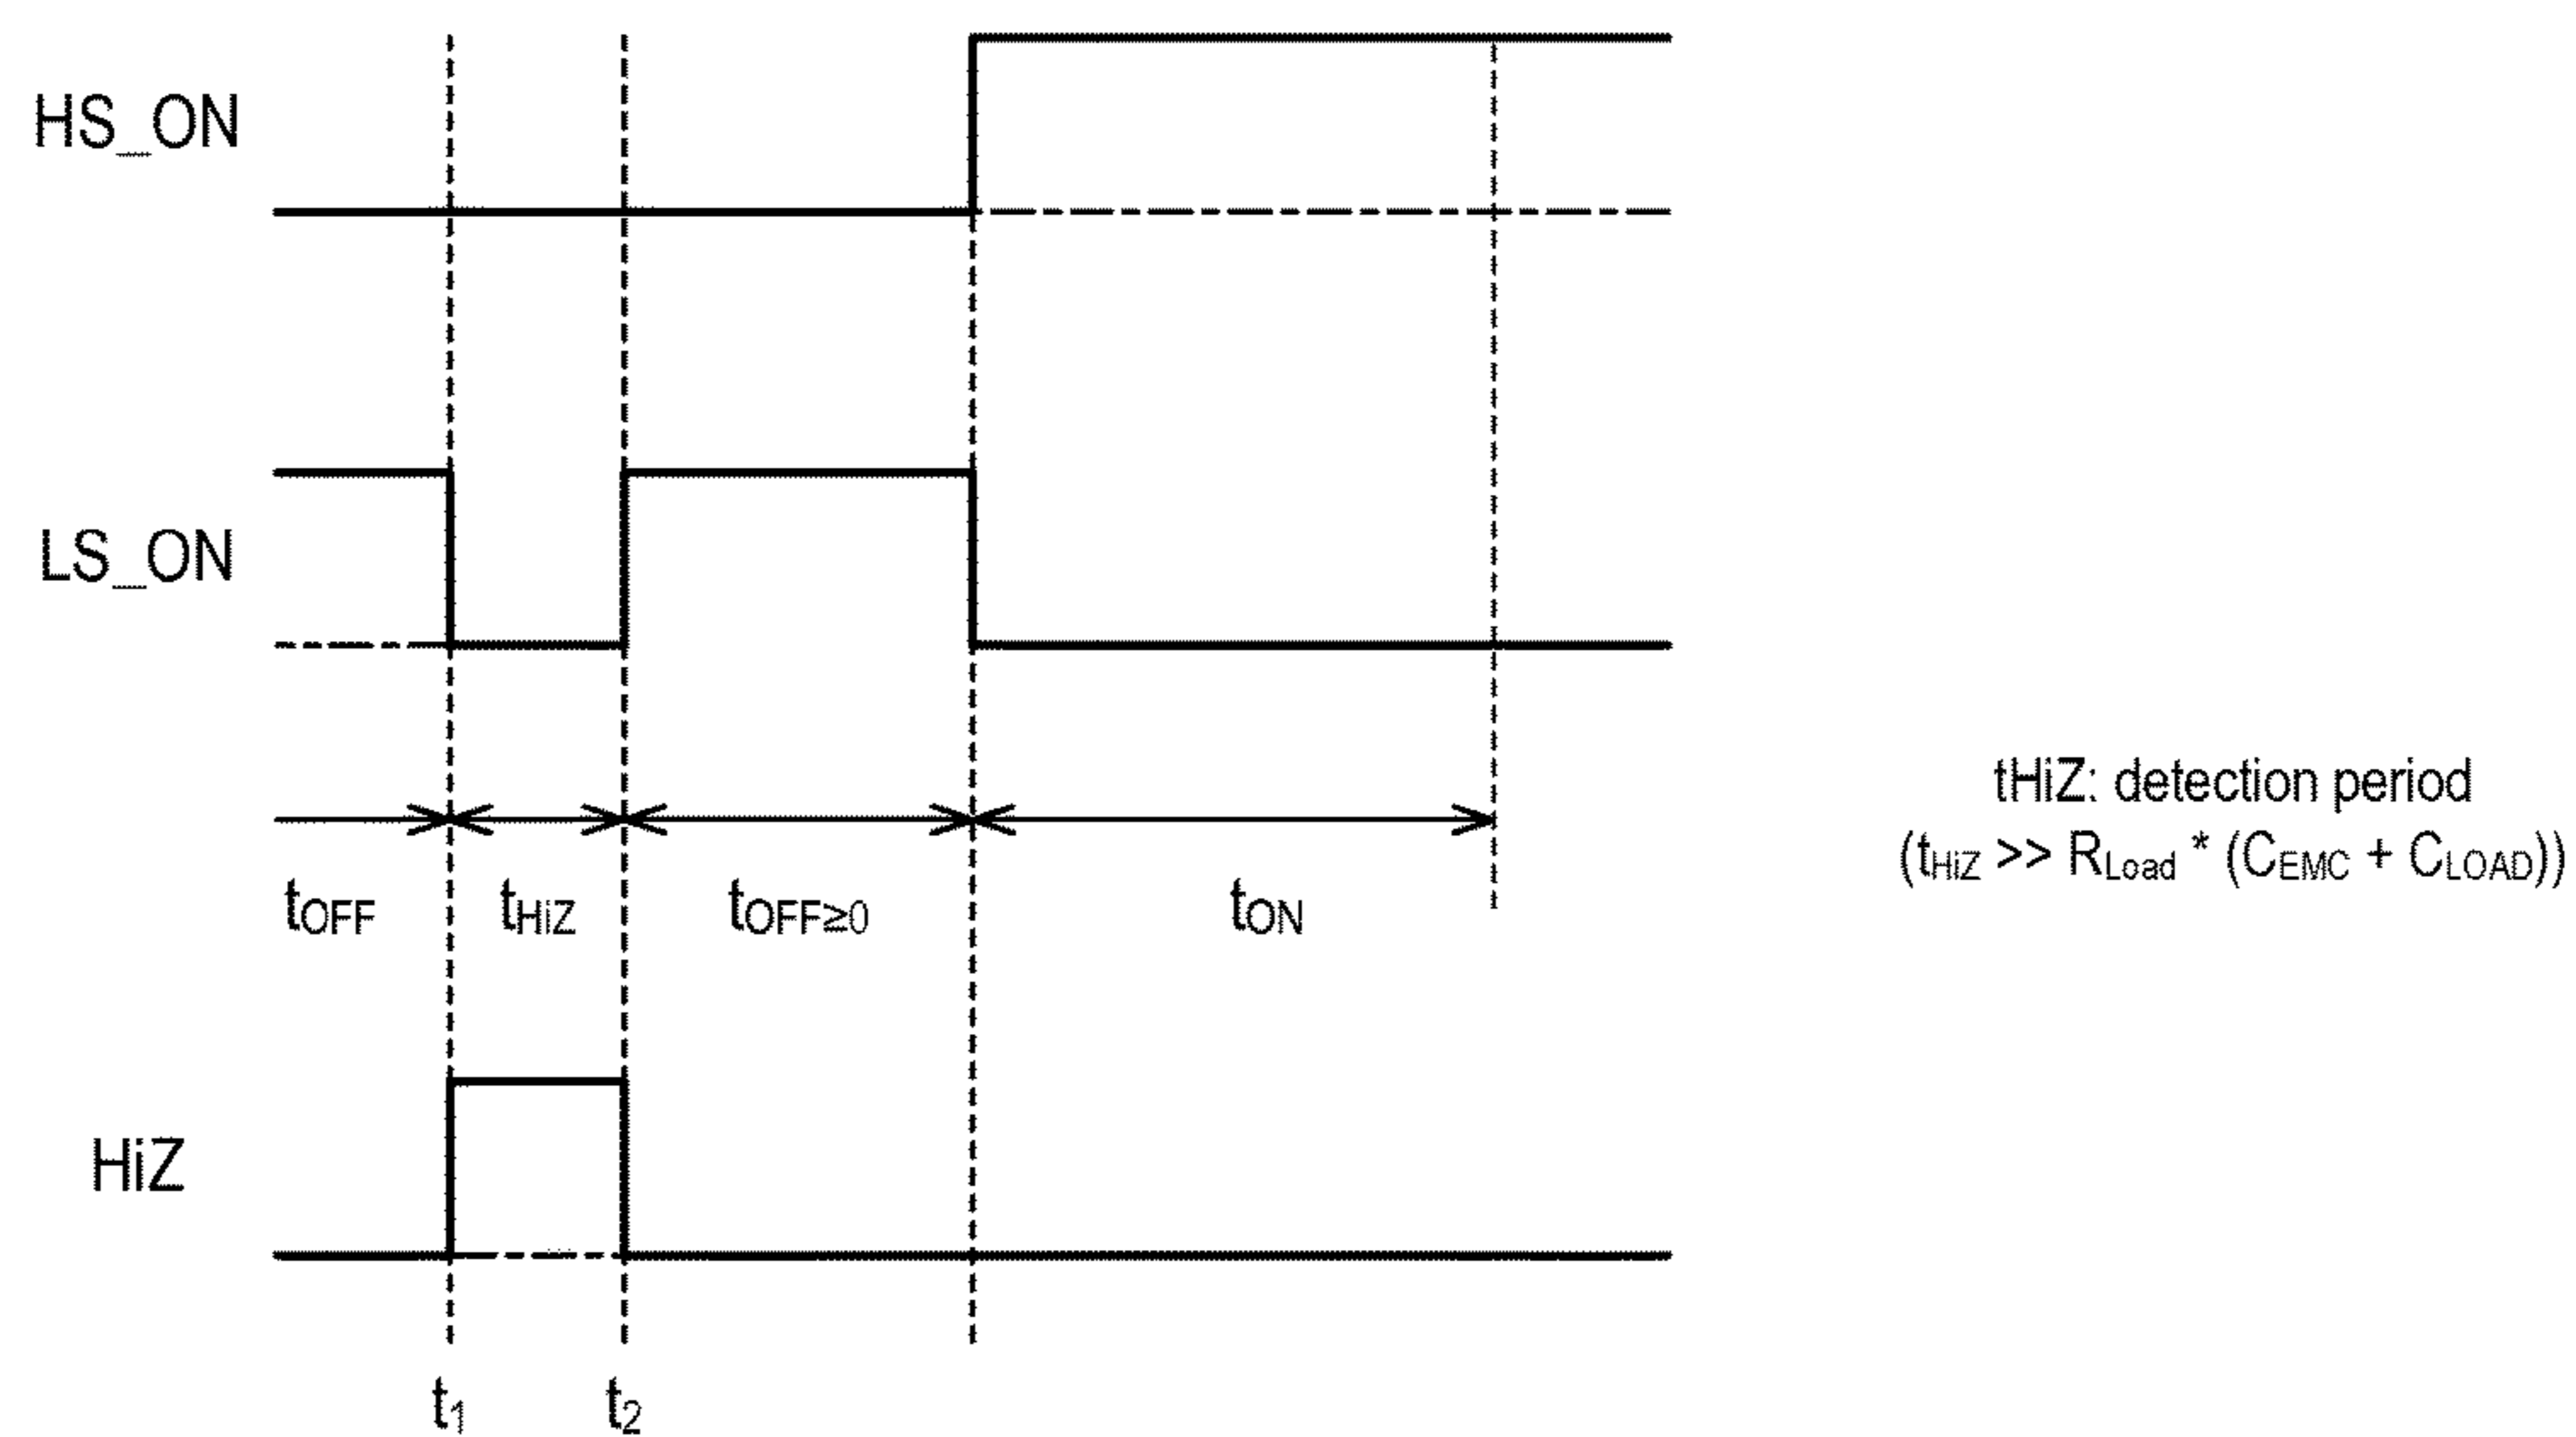 HS_ON
LS_ON
tHiZ: detection period
(tHiZ >> RLoad * (CEMC + CLOAD))
tOFF tHiZ tOFF≥0 tON
HiZ
t1 t2